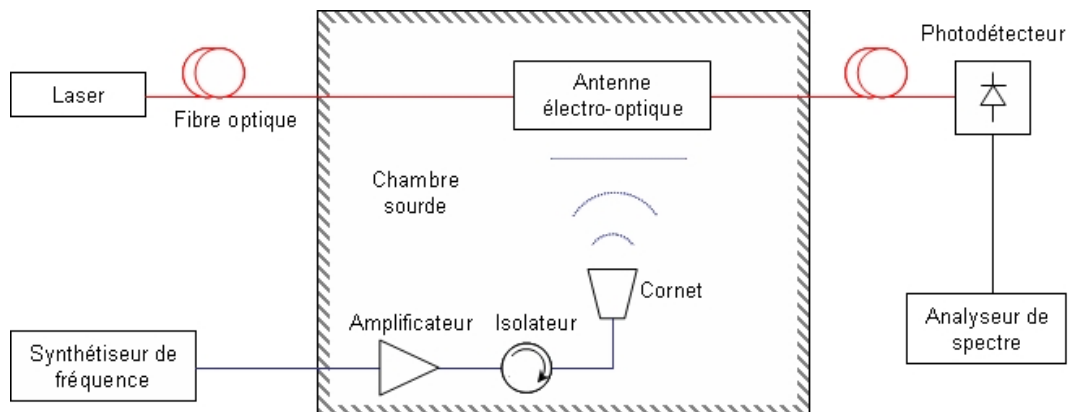 Photodétecteur
Laser
Antenne
électro-optique
Fibre optique
Chambre
sourde
Cornet
Amplificateur
Isolateur
Analyseur de
spectre
Synthétiseur de
fréquence